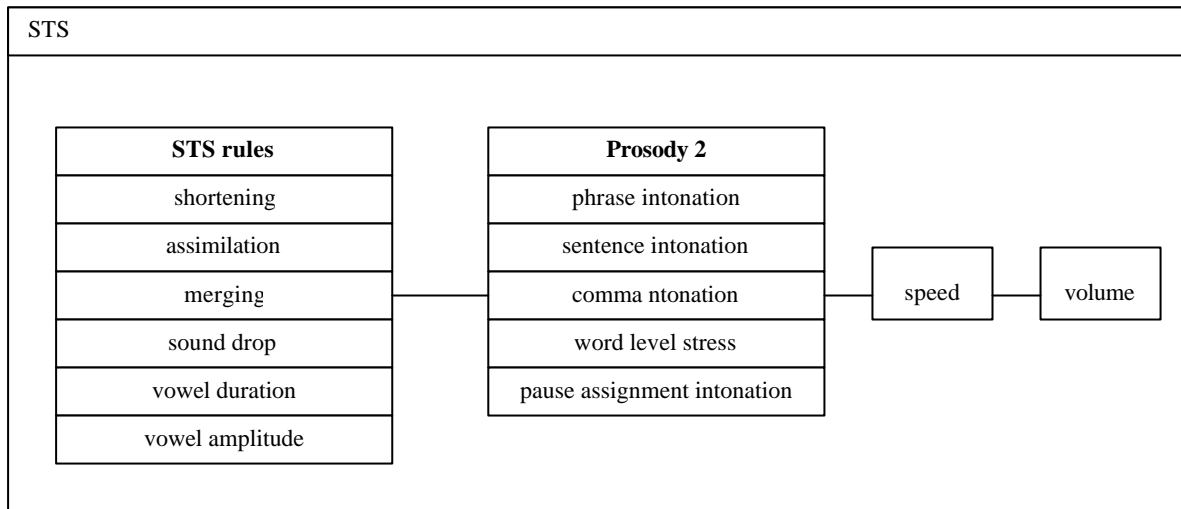 STS
STS rules
shortening
assimilation
merging
sound drop
vowel duration
vowel amplitude
Prosody 2
phrase intonation
sentence intonation
comma ntonation
word level stress
pause assignment intonation
speed
volume